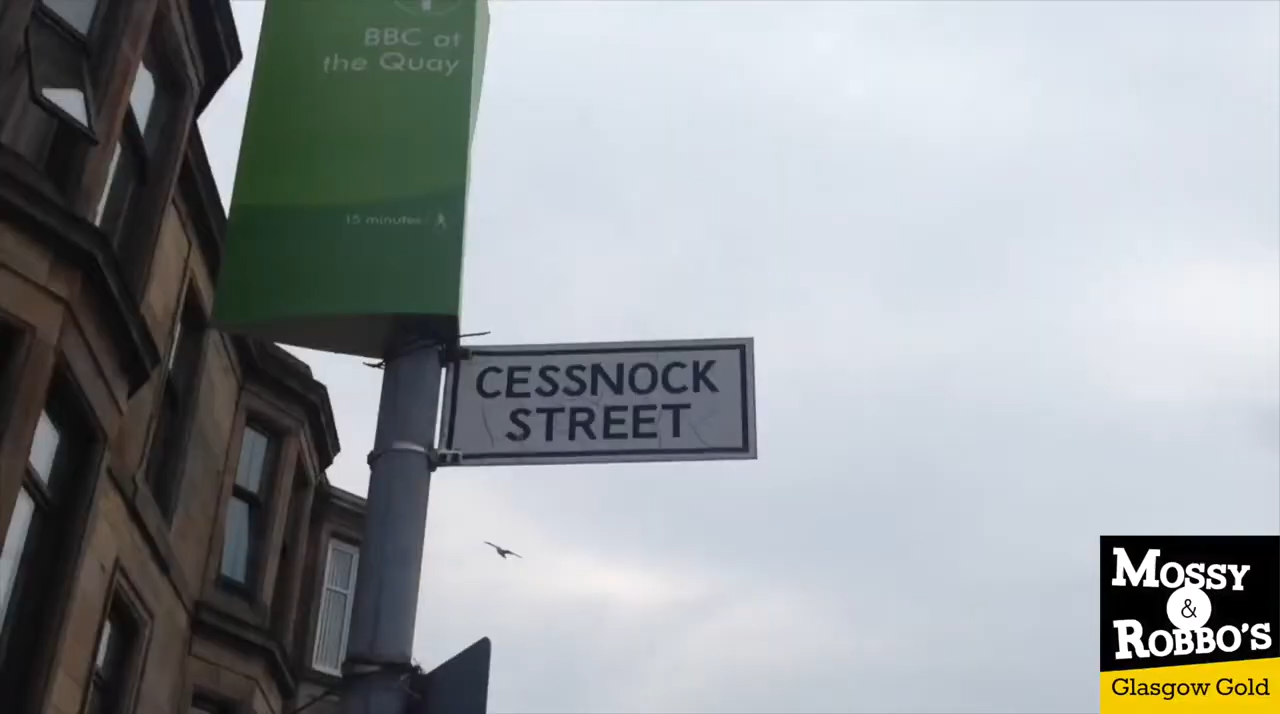 BBC at
the Quay
15 minutes
CESSNOCK
STREET
MOSSY
&
ROBBO'S
Glasgow Gold